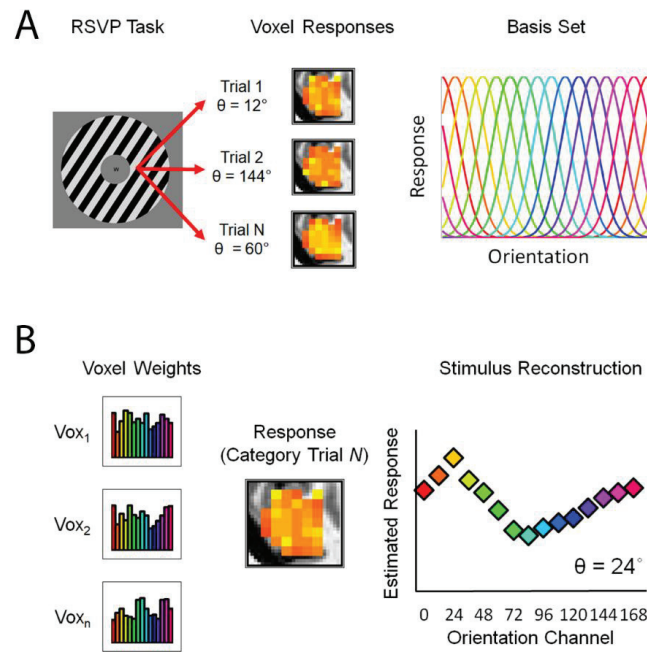 A
RSVP Task
Voxel Responses
Basis Set
Trial 1
θ = 12°
Trial 2
θ = 144°
Trial N
θ = 60°
Response
Orientation
B
Voxel Weights
Stimulus Reconstruction
Vox1
Vox2
Voxn
Response
(Category Trial N)
Estimated Response
θ = 24°
0 24 48 72 96 120 144 168
Orientation Channel